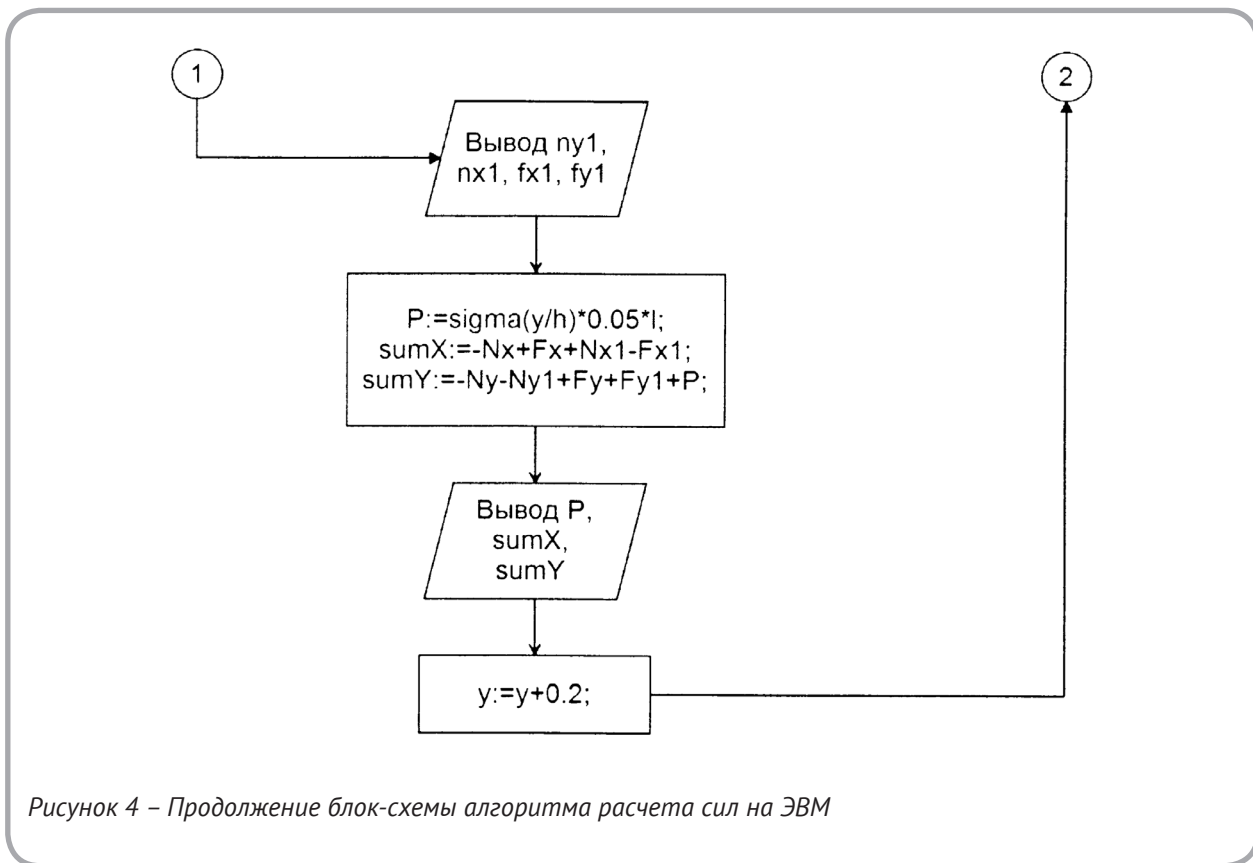 1
2
Вывод ny1,
nx1, fx1, fy1
P:=sigma(y/h)*0.05*l;
sumX:=-Nx+Fx+Nx1-Fx1;
sumY:=-Ny-Ny1+Fy+Fy1+P;
Вывод P,
sumX,
sumY
y:=y+0.2;
Рисунок 4 – Продолжение блок-схемы алгоритма расчета сил на ЭВМ